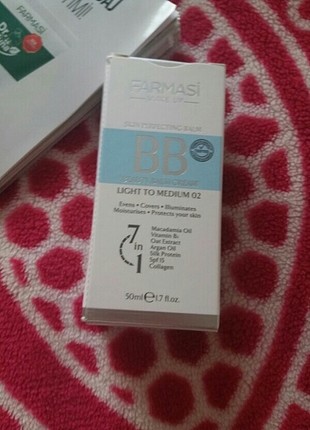 FARMASi
MAKE UP
SKIN PERFECTING BALM
BB
LIGHT TO MEDIUM 02
Evens • Covers • Illuminates
Moisturises • Protects your skin
7 in 1
Macadamia Oil
Vitamin B5
Oat Extract
Argan Oil
Silk Protein
Spf 15
Collagen
50ml ℮ 1.7 fl.oz.